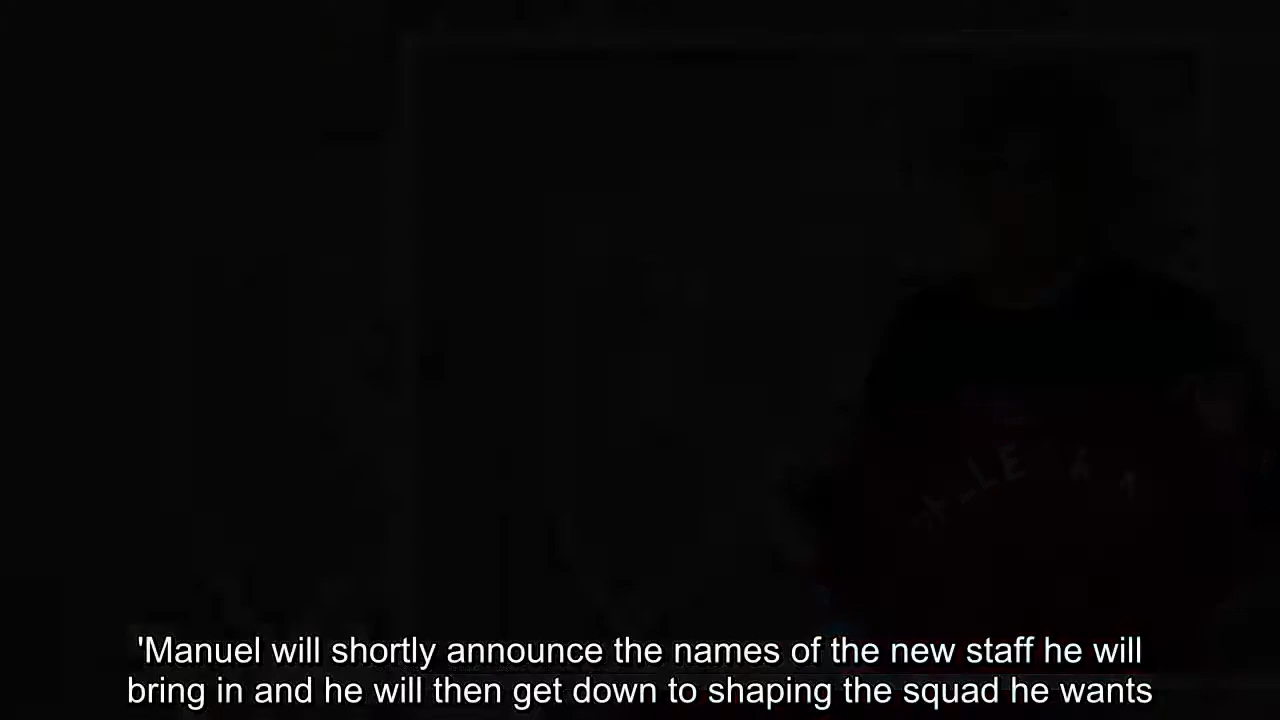 'Manuel will shortly announce the names of the new staff he will
bring in and he will then get down to shaping the squad he wants